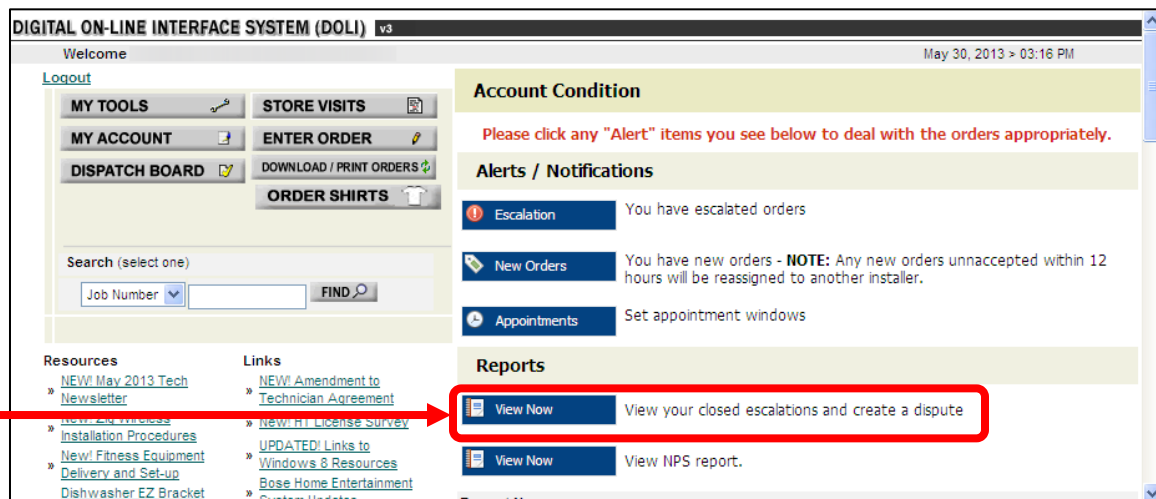 DIGITAL ON-LINE INTERFACE SYSTEM (DOLI) v3
Welcome
May 30, 2013 > 03:16 PM
Logout
MY TOOLS
STORE VISITS
MY ACCOUNT
ENTER ORDER
DISPATCH BOARD
DOWNLOAD / PRINT ORDERS
ORDER SHIRTS
Search (select one)
Job Number
FIND
Resources
» NEW! May 2013 Tech
Newsletter
» New! Ziq Wireless
Installation Procedures
» New! Fitness Equipment
Delivery and Set-up
Dishwasher EZ Bracket
Links
» NEW! Amendment to
Technician Agreement
» New! HT License Survey
» UPDATED! Links to
Windows 8 Resources
» Bose Home Entertainment
System Updates
Account Condition
Please click any "Alert" items you see below to deal with the orders appropriately.
Alerts / Notifications
Escalation
You have escalated orders
New Orders
You have new orders - NOTE: Any new orders unnaccepted within 12
hours will be reassigned to another installer.
Appointments
Set appointment windows
Reports
View Now
View your closed escalations and create a dispute
View Now
View NPS report.